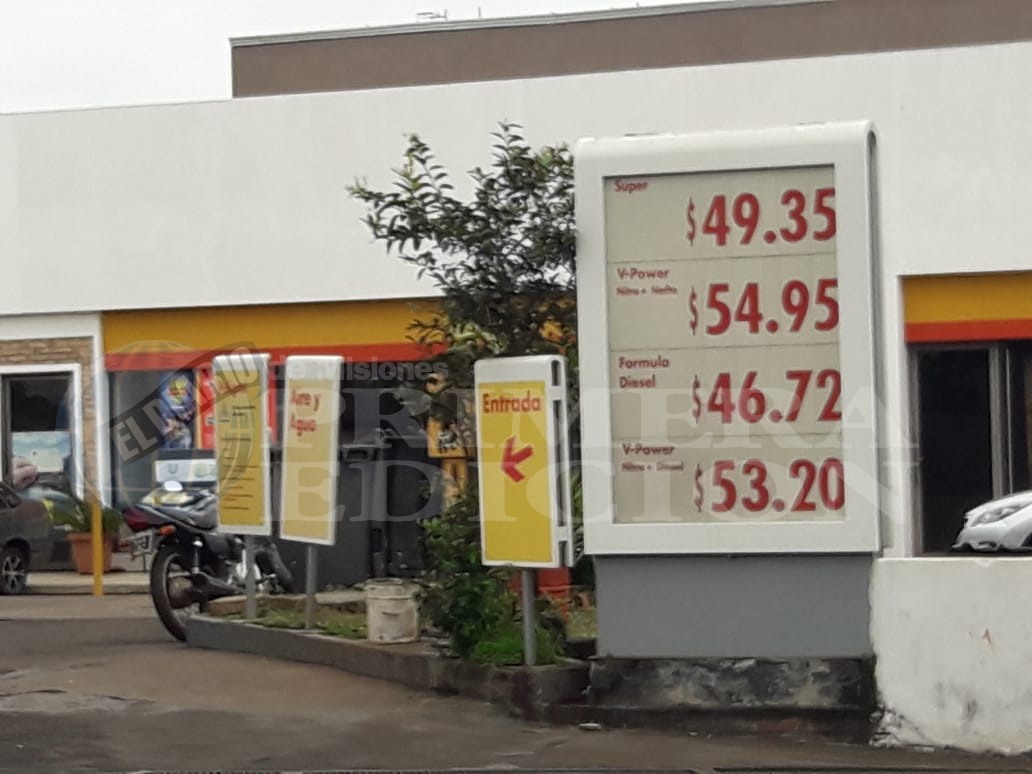 Super
$49.35
V-Power
Nitro + Nafta
$54.95
Formula
Diesel
$46.72
V-Power
Nitro + Diesel
$53.20
Entrada
Aire y
Agua
EL DIARIO de Misiones
PRIMERA
EDICIÓN